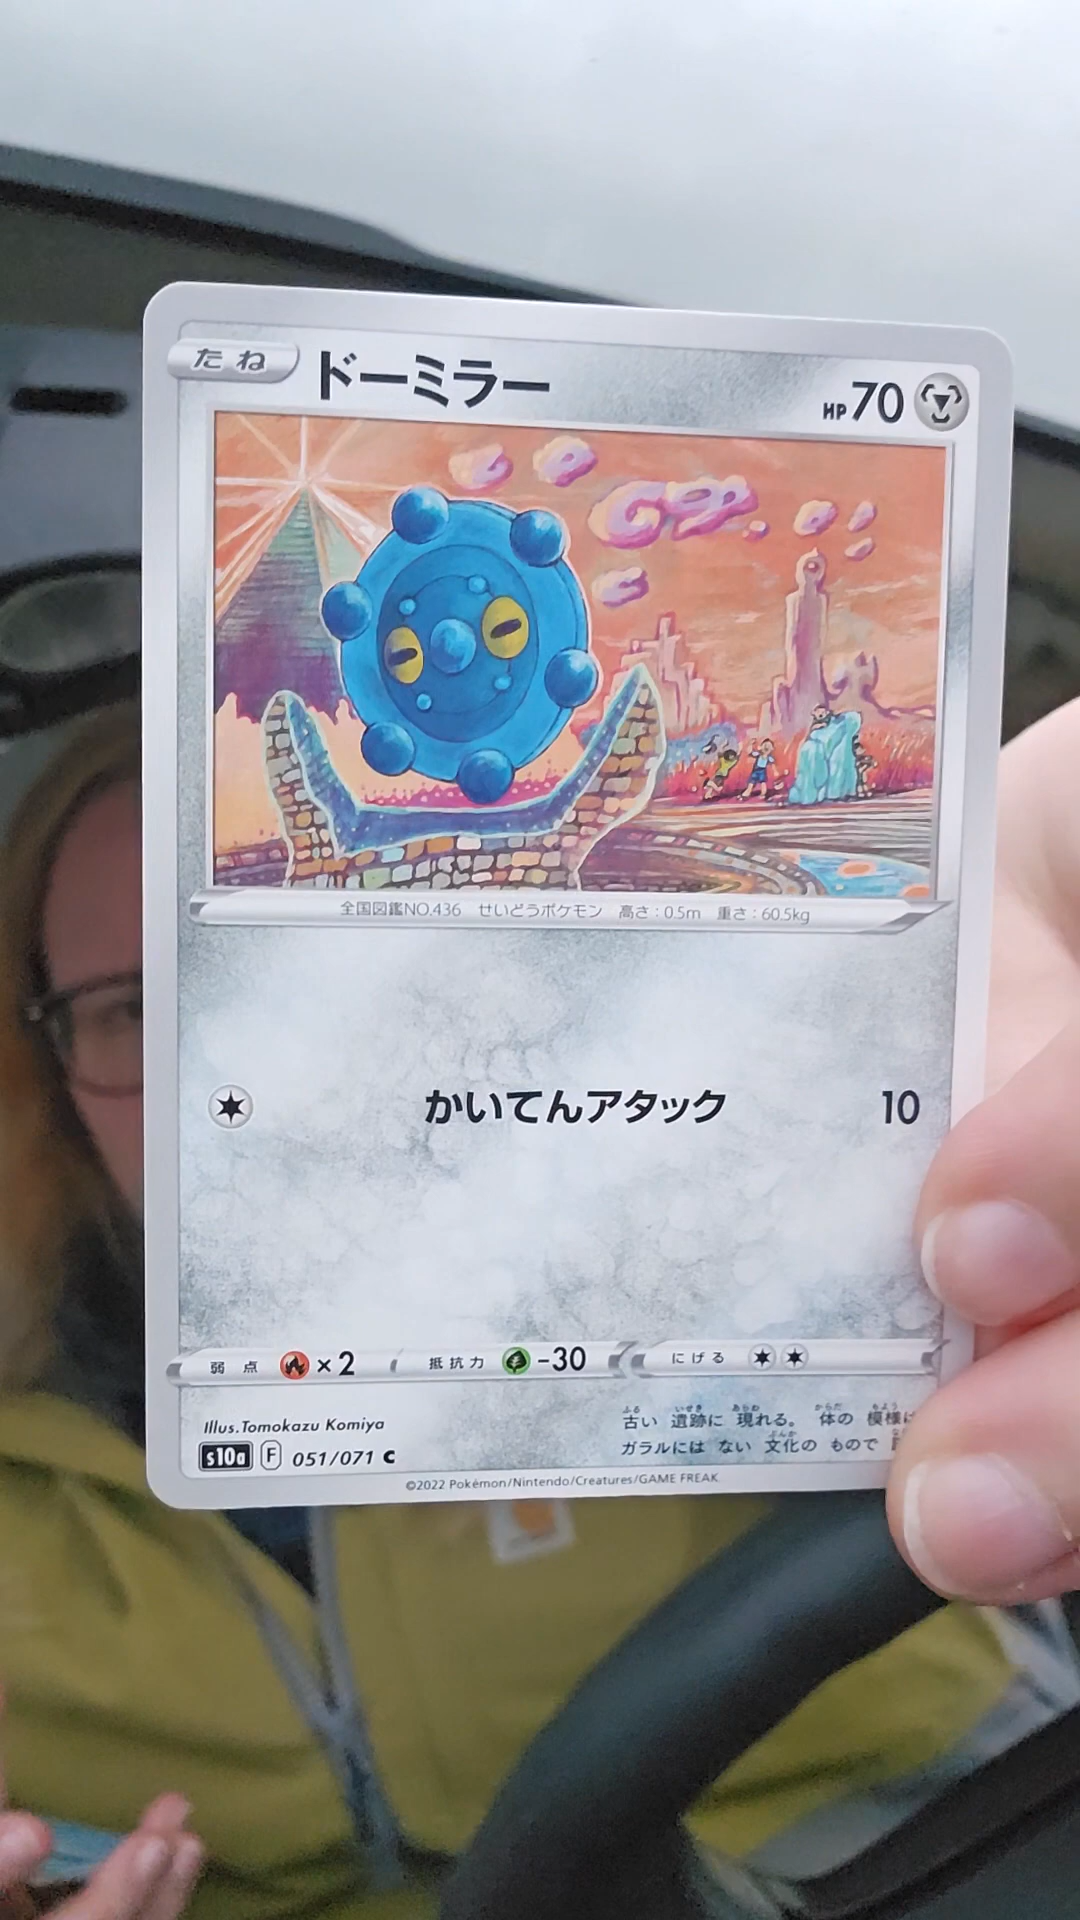 たね ドーミラー HP70
全国図鑑NO.436 せいどうポケモン 高さ:0.5m 重さ:60.5kg
かいてんアタック 10
弱点 ×2 抵抗力 -30 にげる
Illus.Tomokazu Komiya
古い 遺跡に 現れる。 体の 模様は
ガラルには ない 文化の もので
s10a F 051/071 C
©2022 Pokémon/Nintendo/Creatures/GAME FREAK